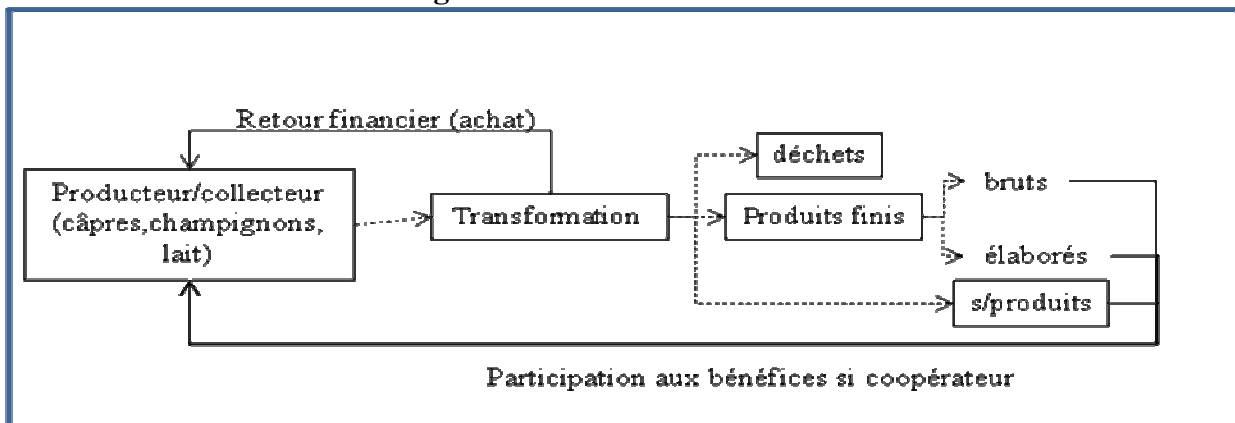 Retour financier (achat)
déchets
Producteur/collecteur
(câpres,champignons,
lait)
Transformation
Produits finis
bruts
élaborés
s/produits
Participation aux bénéfices si coopérateur